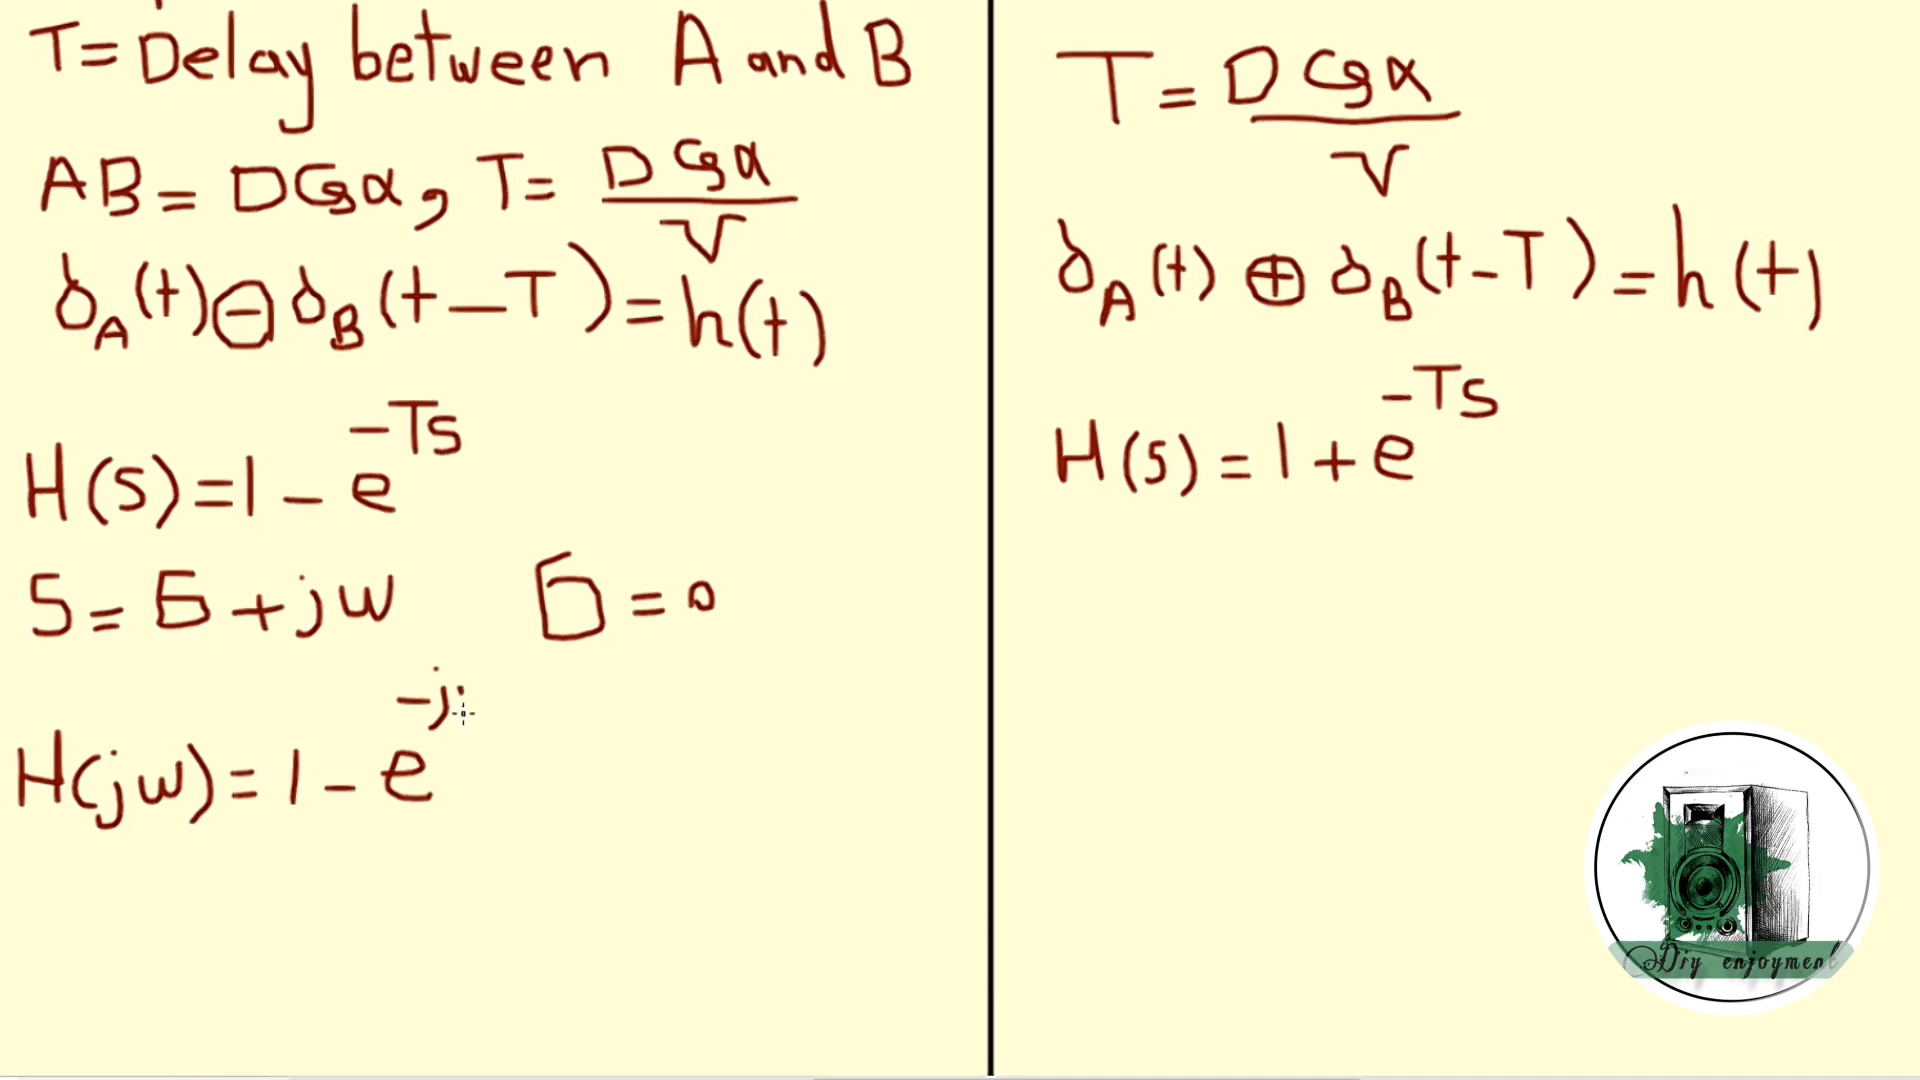 T = Delay between A and B
AB = D Cos α , T = D Cos α / V
δA(t) ⊖ δB(t - T) = h(t)
H(s) = 1 - e^-Ts
S = σ + jw    σ = 0
H(jw) = 1 - e^-j
T = D Cos α / V
δA(t) ⊕ δB(t - T) = h(t)
H(s) = 1 + e^-Ts
Diy enjoyment